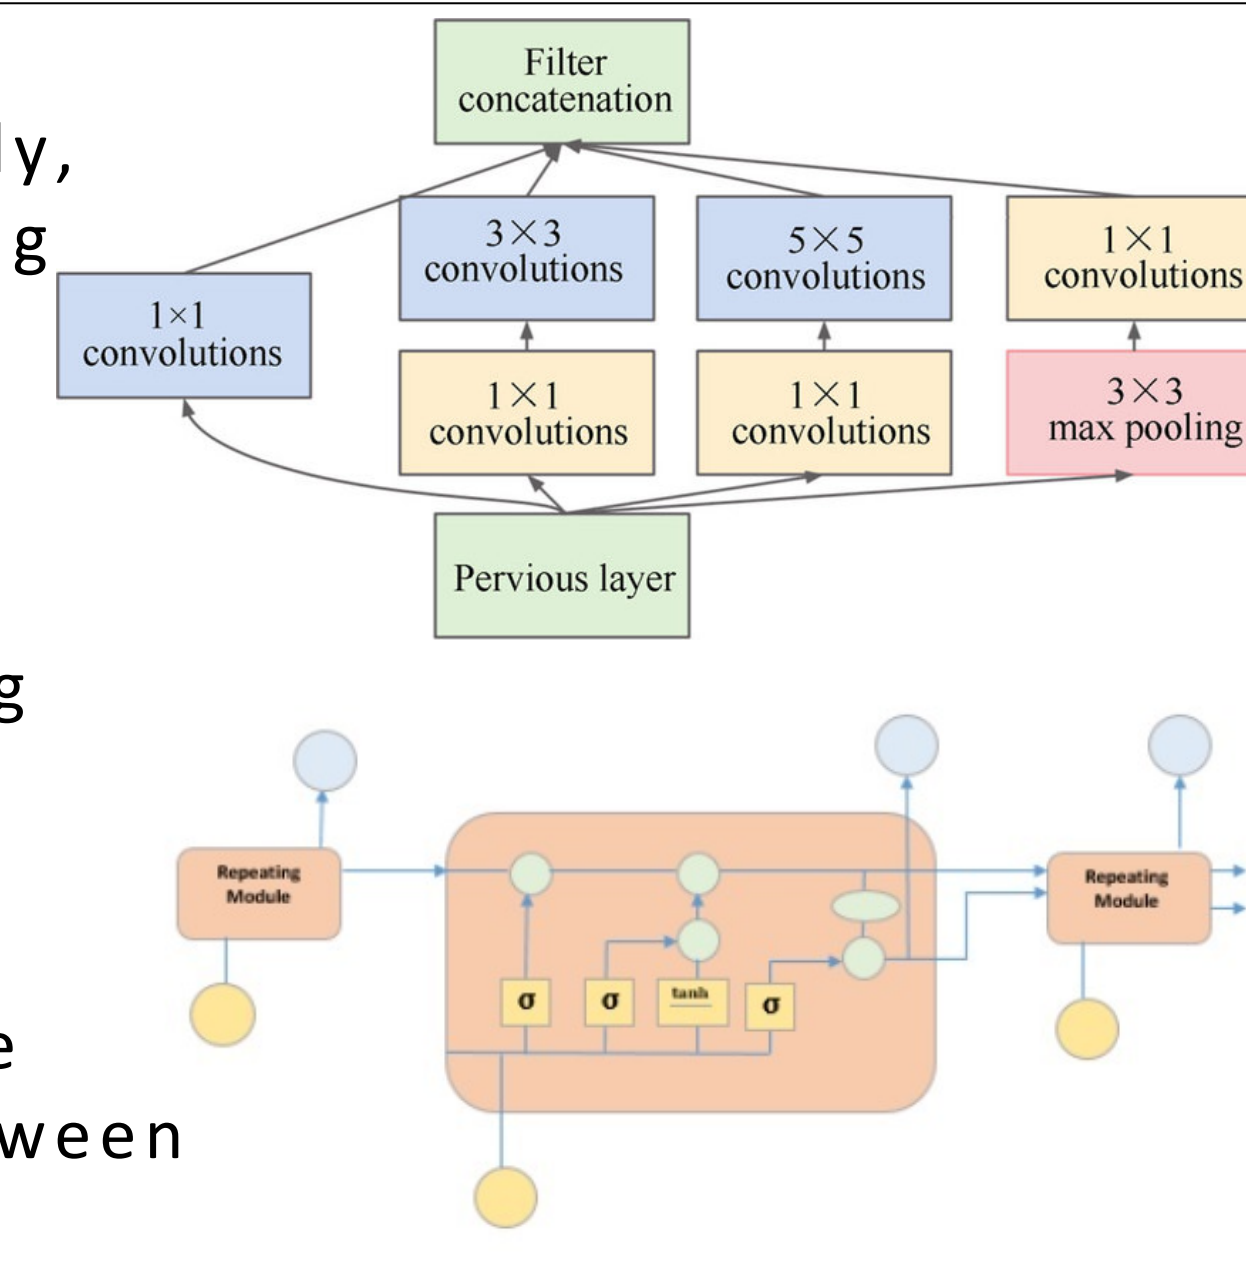 Filter
concatenation
ly,
g
3×3
convolutions
5×5
convolutions
1×1
convolutions
1×1
convolutions
1×1
convolutions
1×1
convolutions
3×3
max pooling
Pervious layer
g
Repeating
Module
Repeating
Module
σ
σ
tanh
σ
e
ween